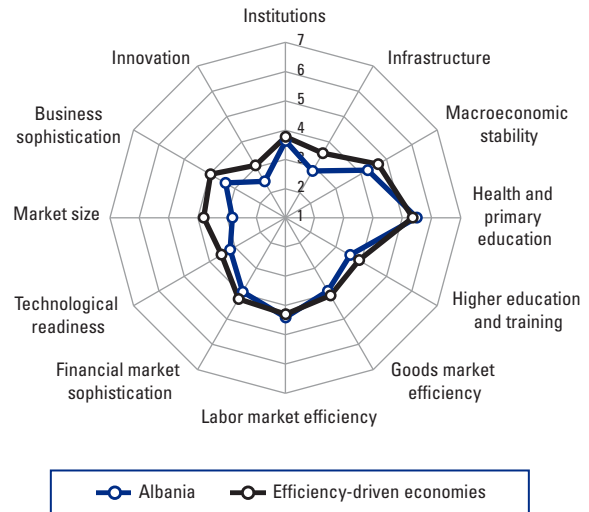 Institutions
7
6
5
4
3
2
1
Infrastructure
Macroeconomic
stability
Health and
primary
education
Higher education
and training
Goods market
efficiency
Labor market efficiency
Financial market
sophistication
Technological
readiness
Market size
Business
sophistication
Innovation
Albania
Efficiency-driven economies